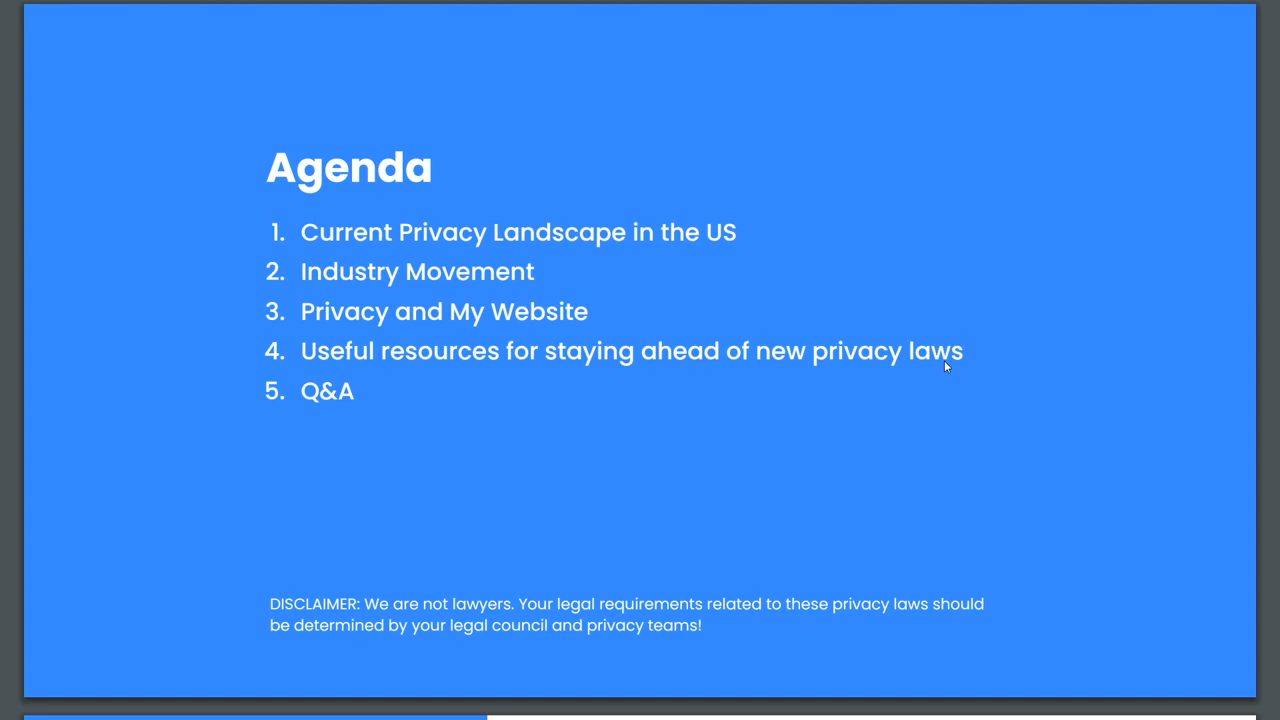 Agenda
1. Current Privacy Landscape in the US
2. Industry Movement
3. Privacy and My Website
4. Useful resources for staying ahead of new privacy laws
5. Q&A
DISCLAIMER: We are not lawyers. Your legal requirements related to these privacy laws should
be determined by your legal council and privacy teams!